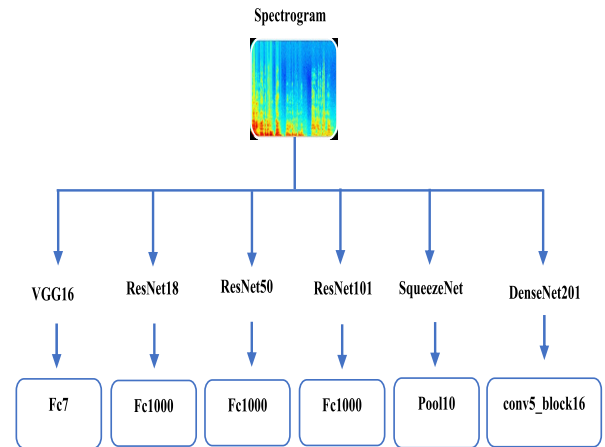 Spectrogram
VGG16
ResNet18
ResNet50
ResNet101
SqueezeNet
DenseNet201
Fc7
Fc1000
Fc1000
Fc1000
Pool10
conv5_block16